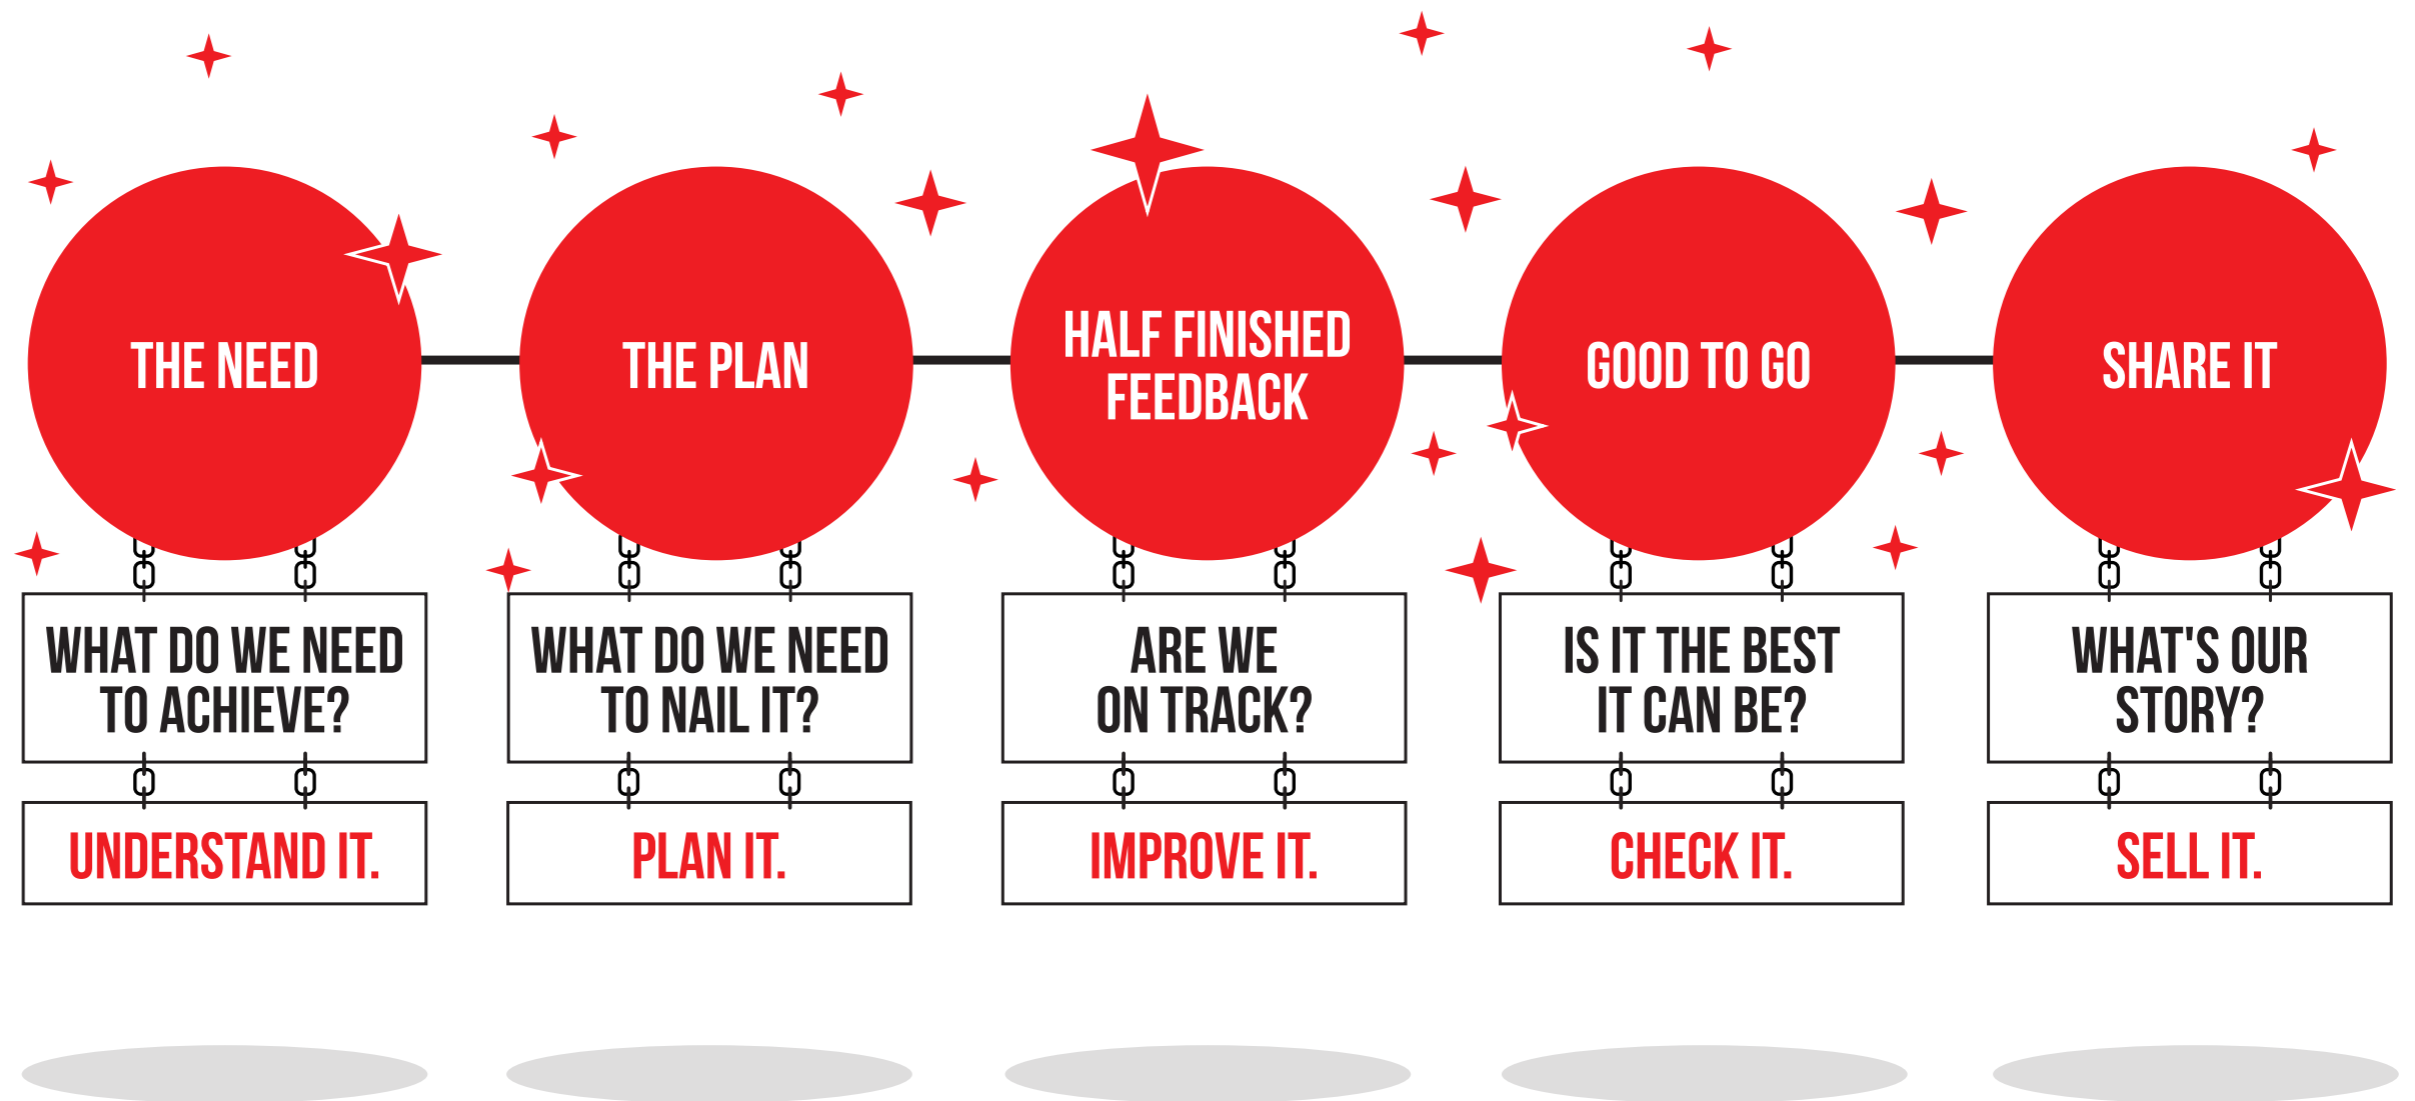 THE NEED
THE PLAN
HALF FINISHED
FEEDBACK
GOOD TO GO
SHARE IT
WHAT DO WE NEED
TO ACHIEVE?
WHAT DO WE NEED
TO NAIL IT?
ARE WE
ON TRACK?
IS IT THE BEST
IT CAN BE?
WHAT'S OUR
STORY?
UNDERSTAND IT.
PLAN IT.
IMPROVE IT.
CHECK IT.
SELL IT.